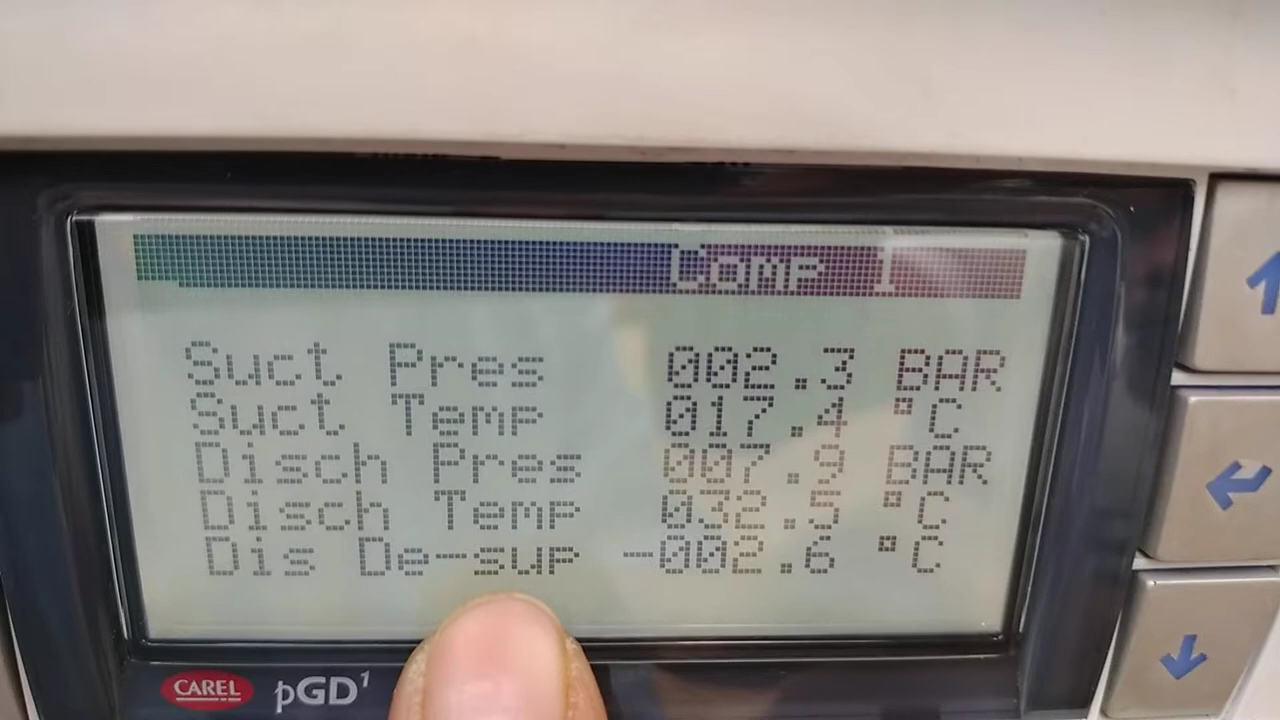 Comp 1
Suct Pres 002.3 BAR
Suct Temp 017.4 °C
Disch Pres 007.9 BAR
Disch Temp 032.5 °C
Dis De-sup -002.6 °C
CAREL pGD1